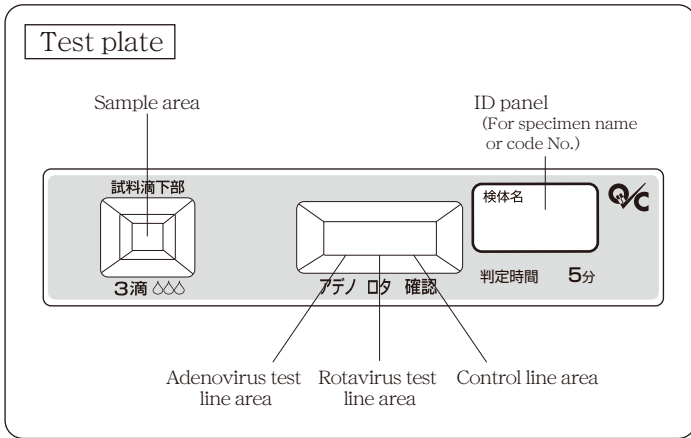 Test plate
Sample area
ID panel
(For specimen name
or code No.)
試料滴下部
検体名
Q/C
3滴
アデノ ロタ 確認
判定時間 5分
Adenovirus test
line area
Rotavirus test
line area
Control line area